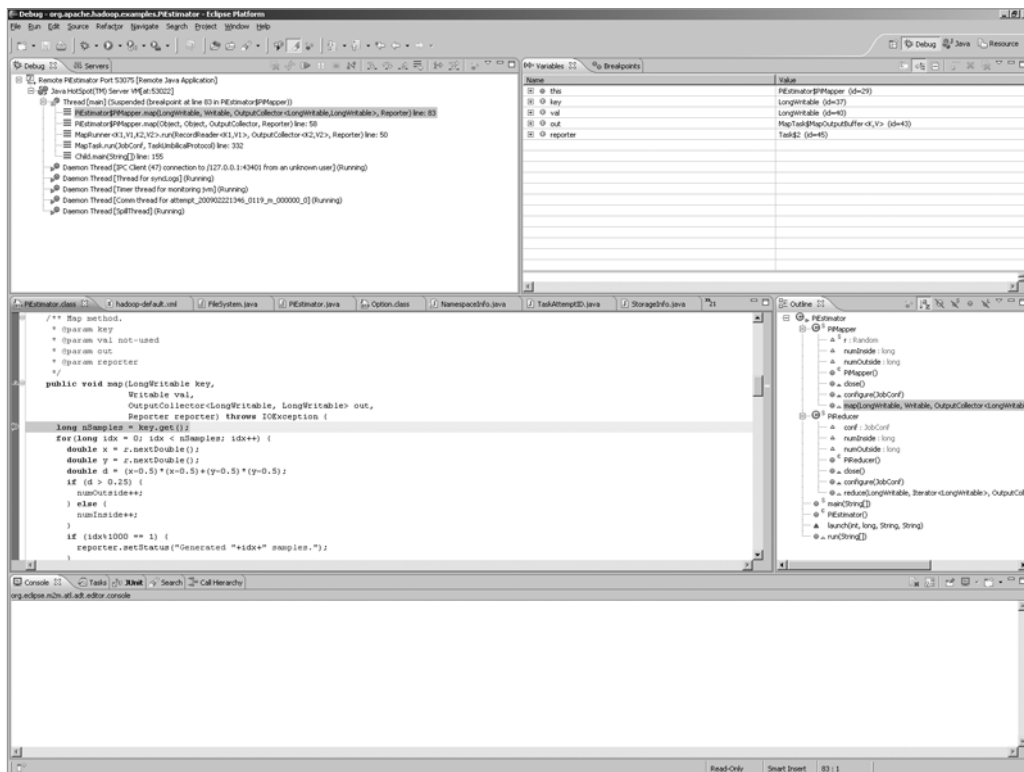 Debug - org.apache.hadoop.examples.PiEstimator - Eclipse Platform
File Edit Source Refactor Navigate Search Project Window Help
Debug Java Resource
Debug Servers
Remote PiEstimator Port 53075 [Remote Java Application]
Java HotSpot(TM) Server VM[at:53022]
Thread [main] (Suspended (breakpoint at line 83 in PiEstimator$PiMapper))
PiEstimator$PiMapper.map(LongWritable, Writable, OutputCollector<LongWritable,LongWritable>, Reporter) line: 83
PiEstimator$PiMapper.map(Object, Object, OutputCollector, Reporter) line: 58
MapRunner<K1,V1,K2,V2>.run(RecordReader<K1,V1>, OutputCollector<K2,V2>, Reporter) line: 50
MapTask.run(JobConf, TaskUmbilicalProtocol) line: 332
Child.main(String[]) line: 155
Daemon Thread [IPC Client (47) connection to /127.0.0.1:43401 from an unknown user] (Running)
Daemon Thread [Thread for syncLogs] (Running)
Daemon Thread [Timer thread for monitoring jvm] (Running)
Daemon Thread [Comm thread for attempt_200902221346_0119_m_000000_0] (Running)
Daemon Thread [SpillThread] (Running)
Variables Breakpoints
Name Value
this PiEstimator$PiMapper (id=29)
key LongWritable (id=37)
val LongWritable (id=40)
out MapTask$MapOutputBuffer<K,V> (id=43)
reporter Task$2 (id=45)
PiEstimator.class hadoop-default.xml FileSystem.java PiEstimator.java Option.class NamespaceInfo.java TaskAttemptID.java StorageInfo.java 21
/** Map method.
* @param key
* @param val not-used
* @param out
* @param reporter
*/
public void map(LongWritable key,
Writable val,
OutputCollector<LongWritable, LongWritable> out,
Reporter reporter) throws IOException {
long nSamples = key.get();
for(long idx = 0; idx < nSamples; idx++) {
double x = r.nextDouble();
double y = r.nextDouble();
double d = (x-0.5)*(x-0.5)+(y-0.5)*(y-0.5);
if (d > 0.25) {
numOutside++;
} else {
numInside++;
}
if (idx%1000 == 1) {
reporter.setStatus("Generated "+idx+" samples.");
}
Outline
PiEstimator
PiMapper
r : Random
numInside : long
numOutside : long
PiMapper()
close()
configure(JobConf)
map(LongWritable, Writable, OutputCollector<LongWritable
PiReducer
conf : JobConf
numInside : long
numOutside : long
PiReducer()
close()
configure(JobConf)
reduce(LongWritable, Iterator<LongWritable>, OutputCol
main(String[])
PiEstimator()
launch(int, long, String, String)
run(String[])
Console Tasks JUnit Search Call Hierarchy
org.eclipse.m2m.atl.adt.editor.console
Read-Only Smart Insert 83 : 1